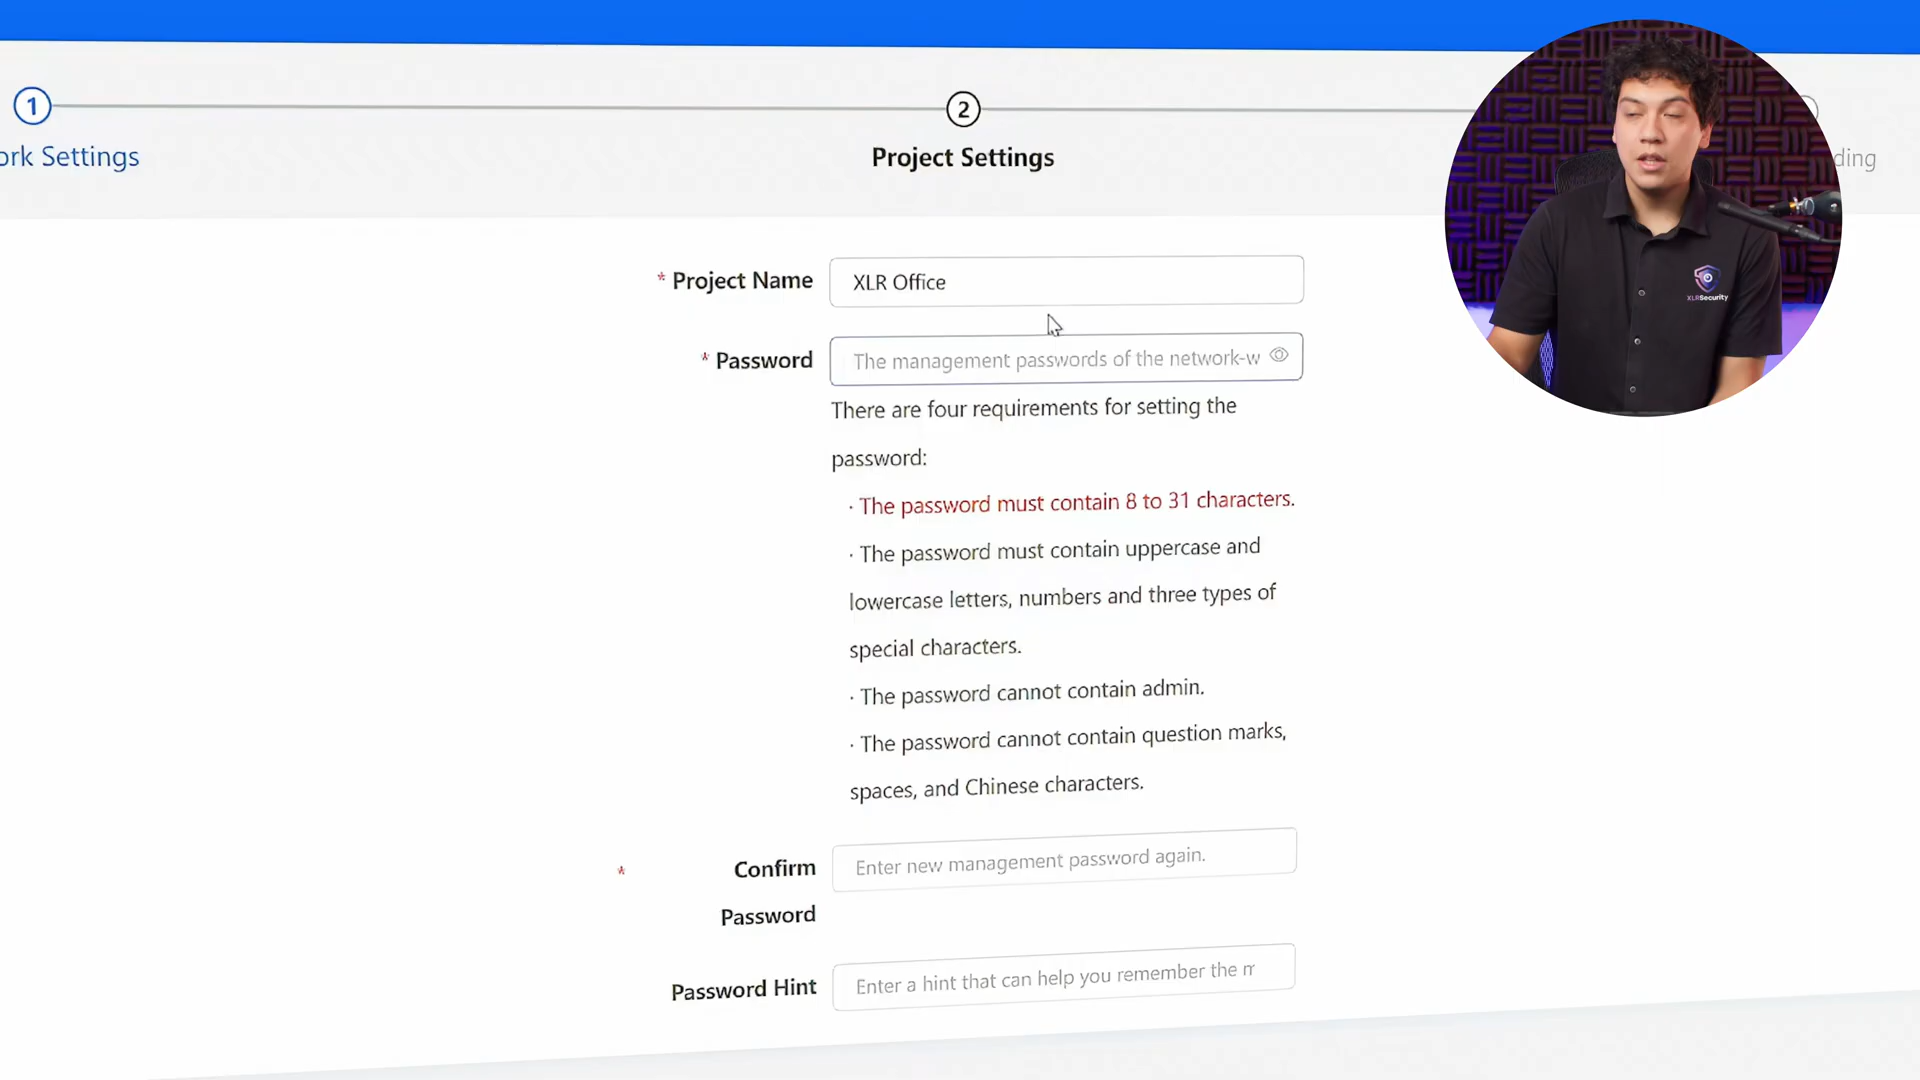 1
2
ork Settings
Project Settings
ding
* Project Name
XLR Office
* Password
The management passwords of the network-w
There are four requirements for setting the
password:
· The password must contain 8 to 31 characters.
· The password must contain uppercase and
lowercase letters, numbers and three types of
special characters.
· The password cannot contain admin.
· The password cannot contain question marks,
spaces, and Chinese characters.
* Confirm
Password
Enter new management password again.
Password Hint
Enter a hint that can help you remember the m
XLRSecurity